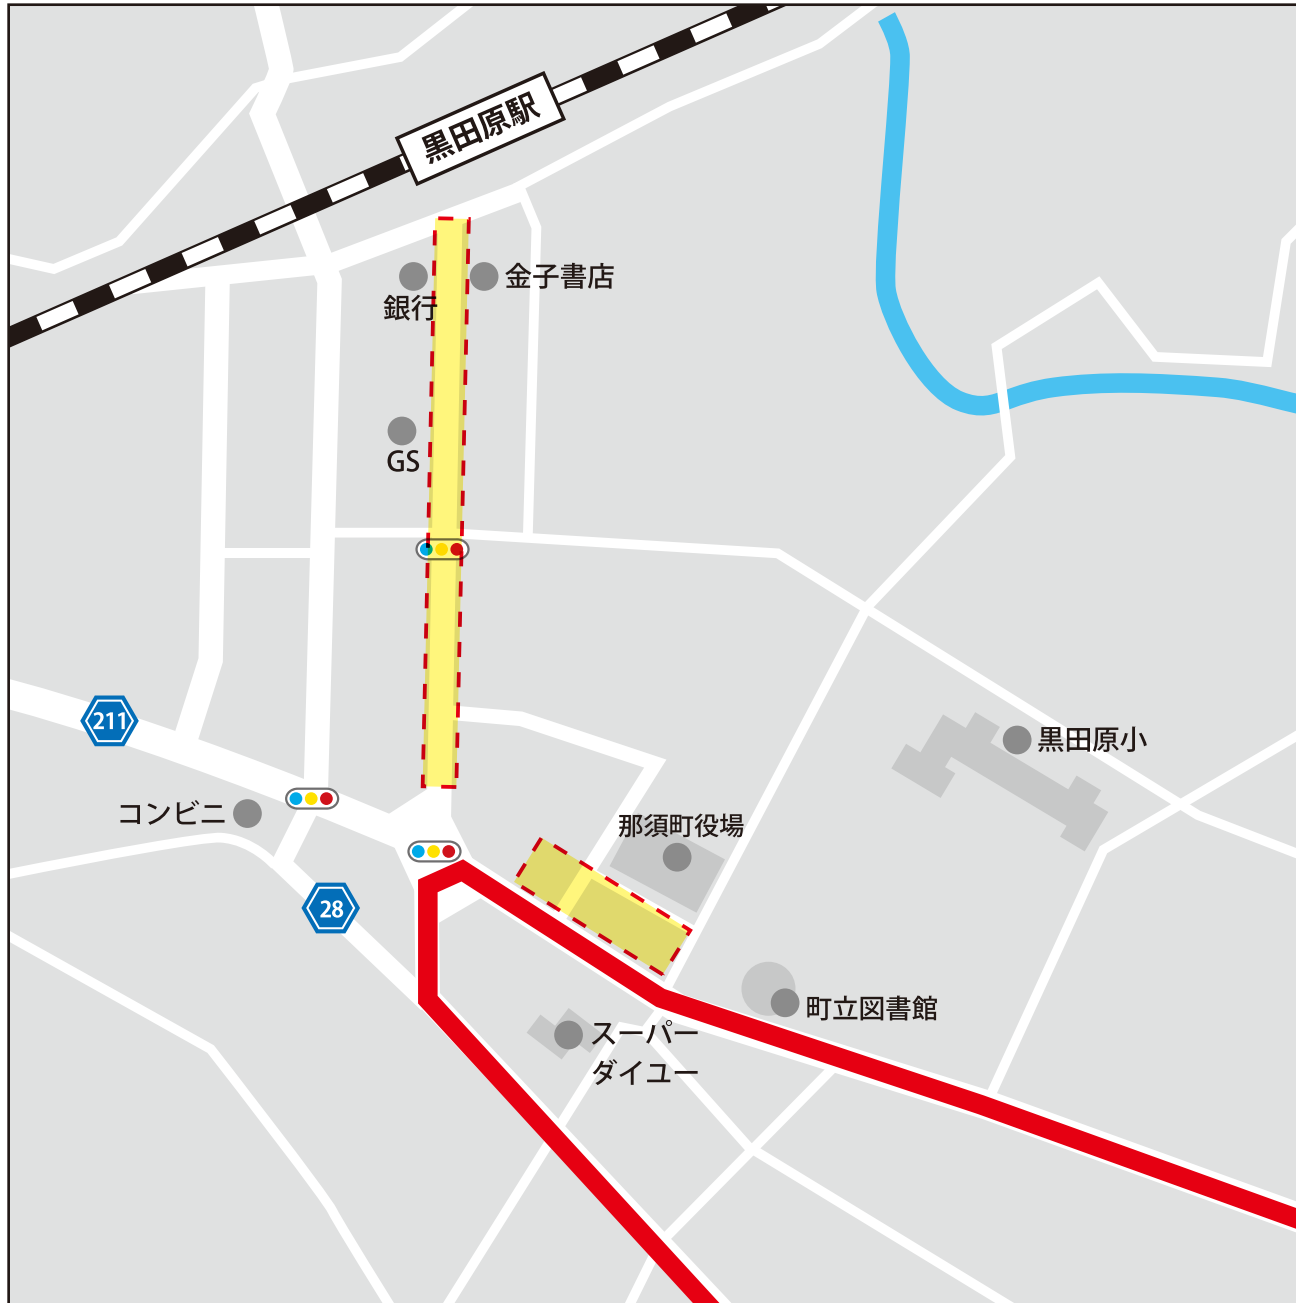 黒田原駅
金子書店
銀行
GS
211
黒田原小
コンビニ
那須町役場
28
町立図書館
スーパー
ダイユー